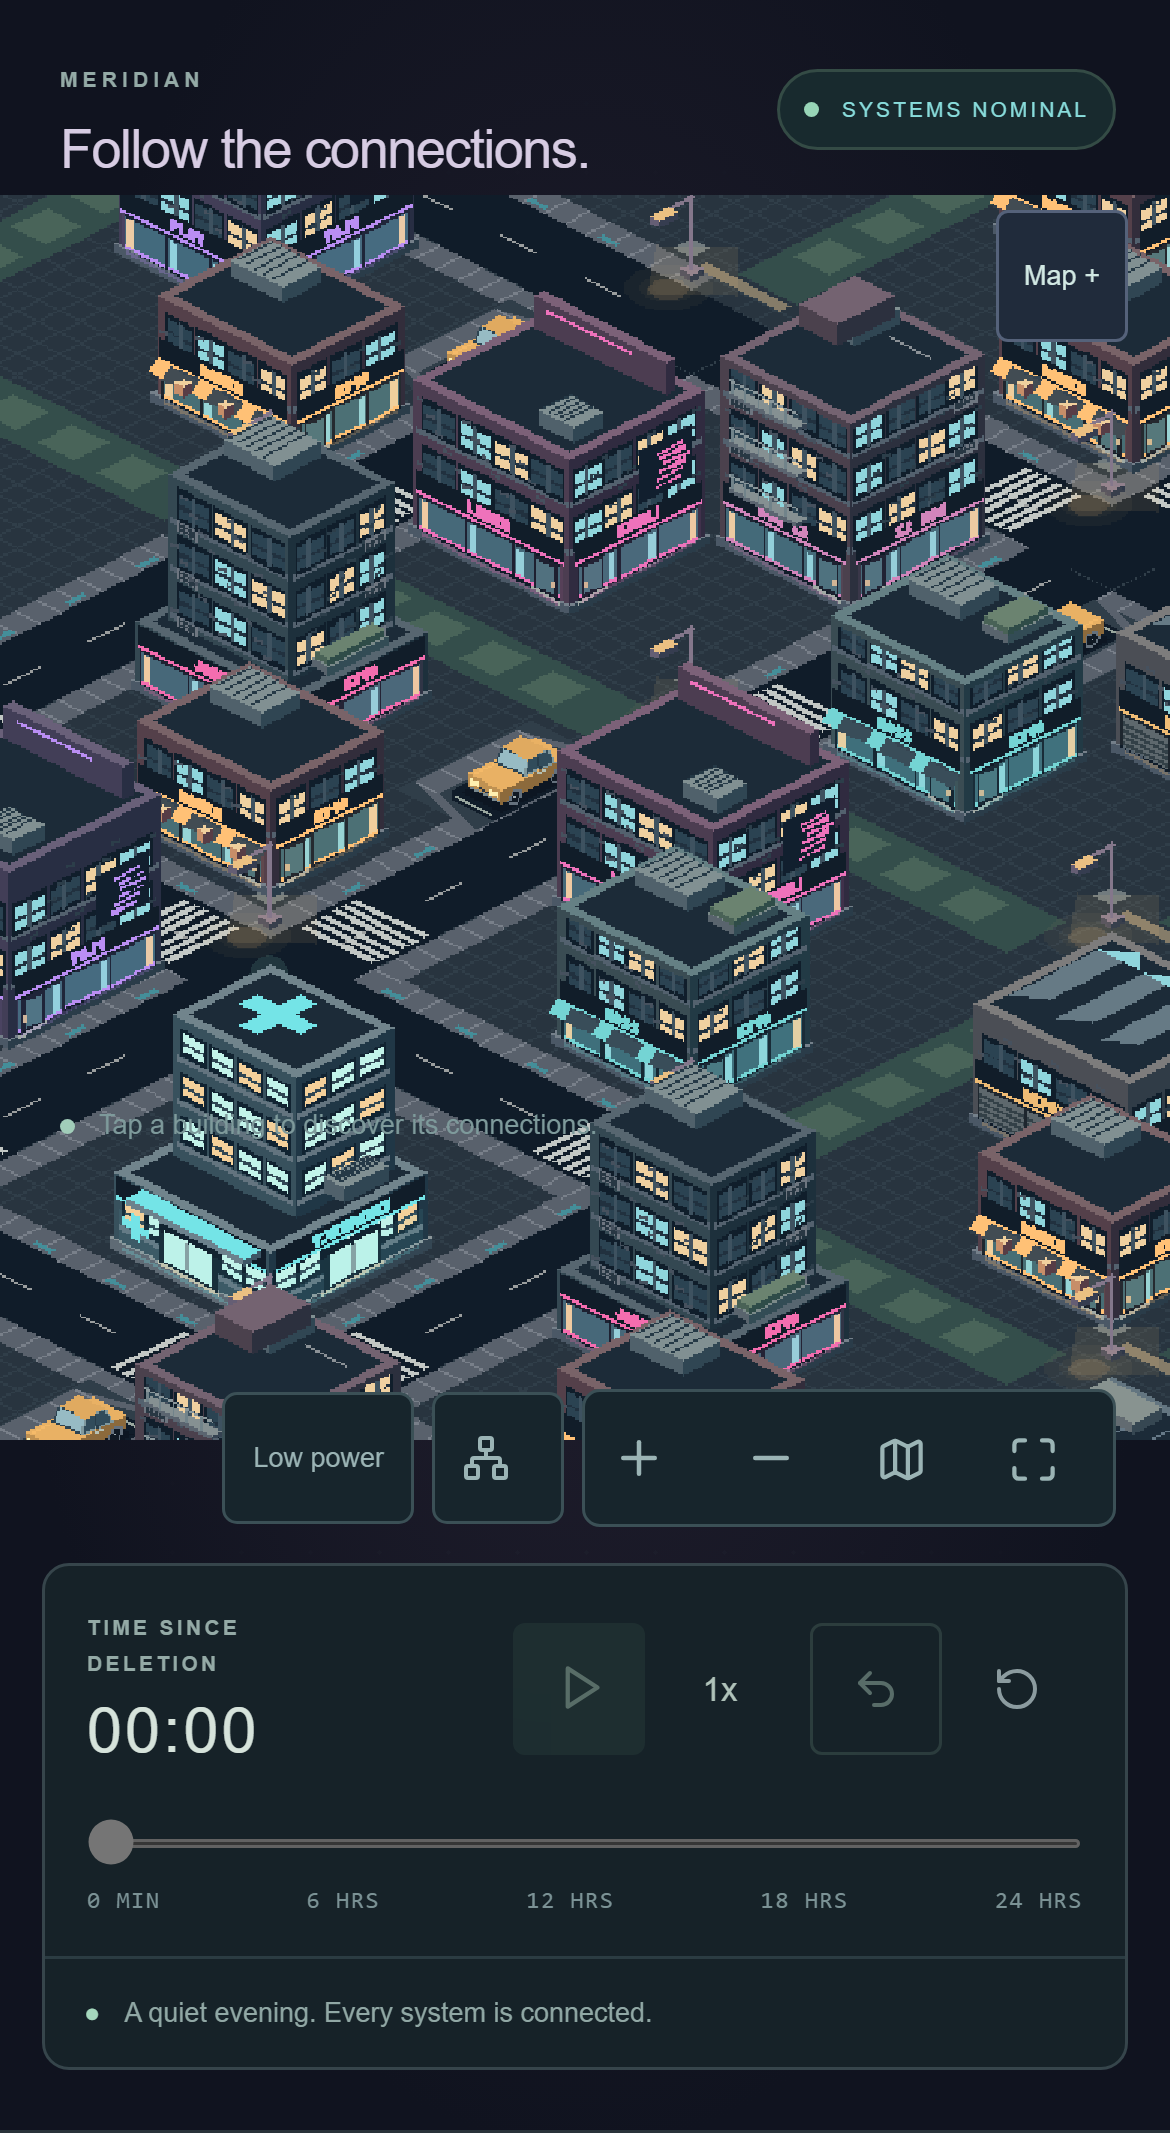 MERIDIAN
SYSTEMS NOMINAL
Follow the connections.
Map +
Tap a building to discover its connections.
Low power
TIME SINCE
DELETION
00:00
1x
0 MIN 6 HRS 12 HRS 18 HRS 24 HRS
A quiet evening. Every system is connected.